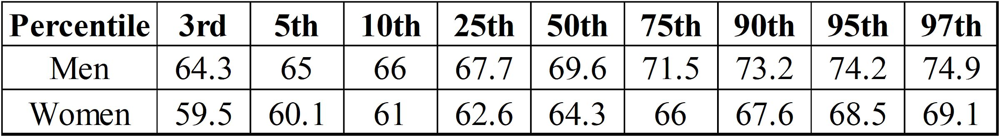 Percentile 3rd 5th 10th 25th 50th 75th 90th 95th 97th
Men 64.3 65 66 67.7 69.6 71.5 73.2 74.2 74.9
Women 59.5 60.1 61 62.6 64.3 66 67.6 68.5 69.1